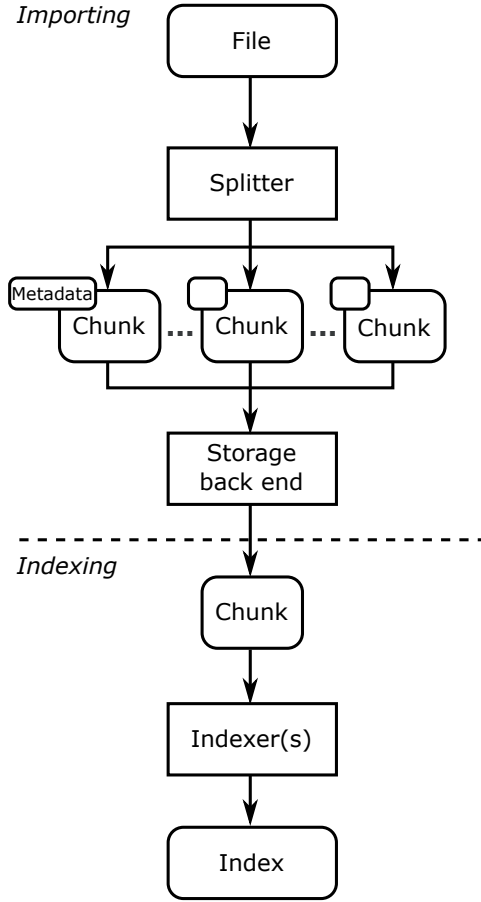 Importing
File
Splitter
Metadata
Chunk ... Chunk ... Chunk
Storage
back end
Indexing
Chunk
Indexer(s)
Index